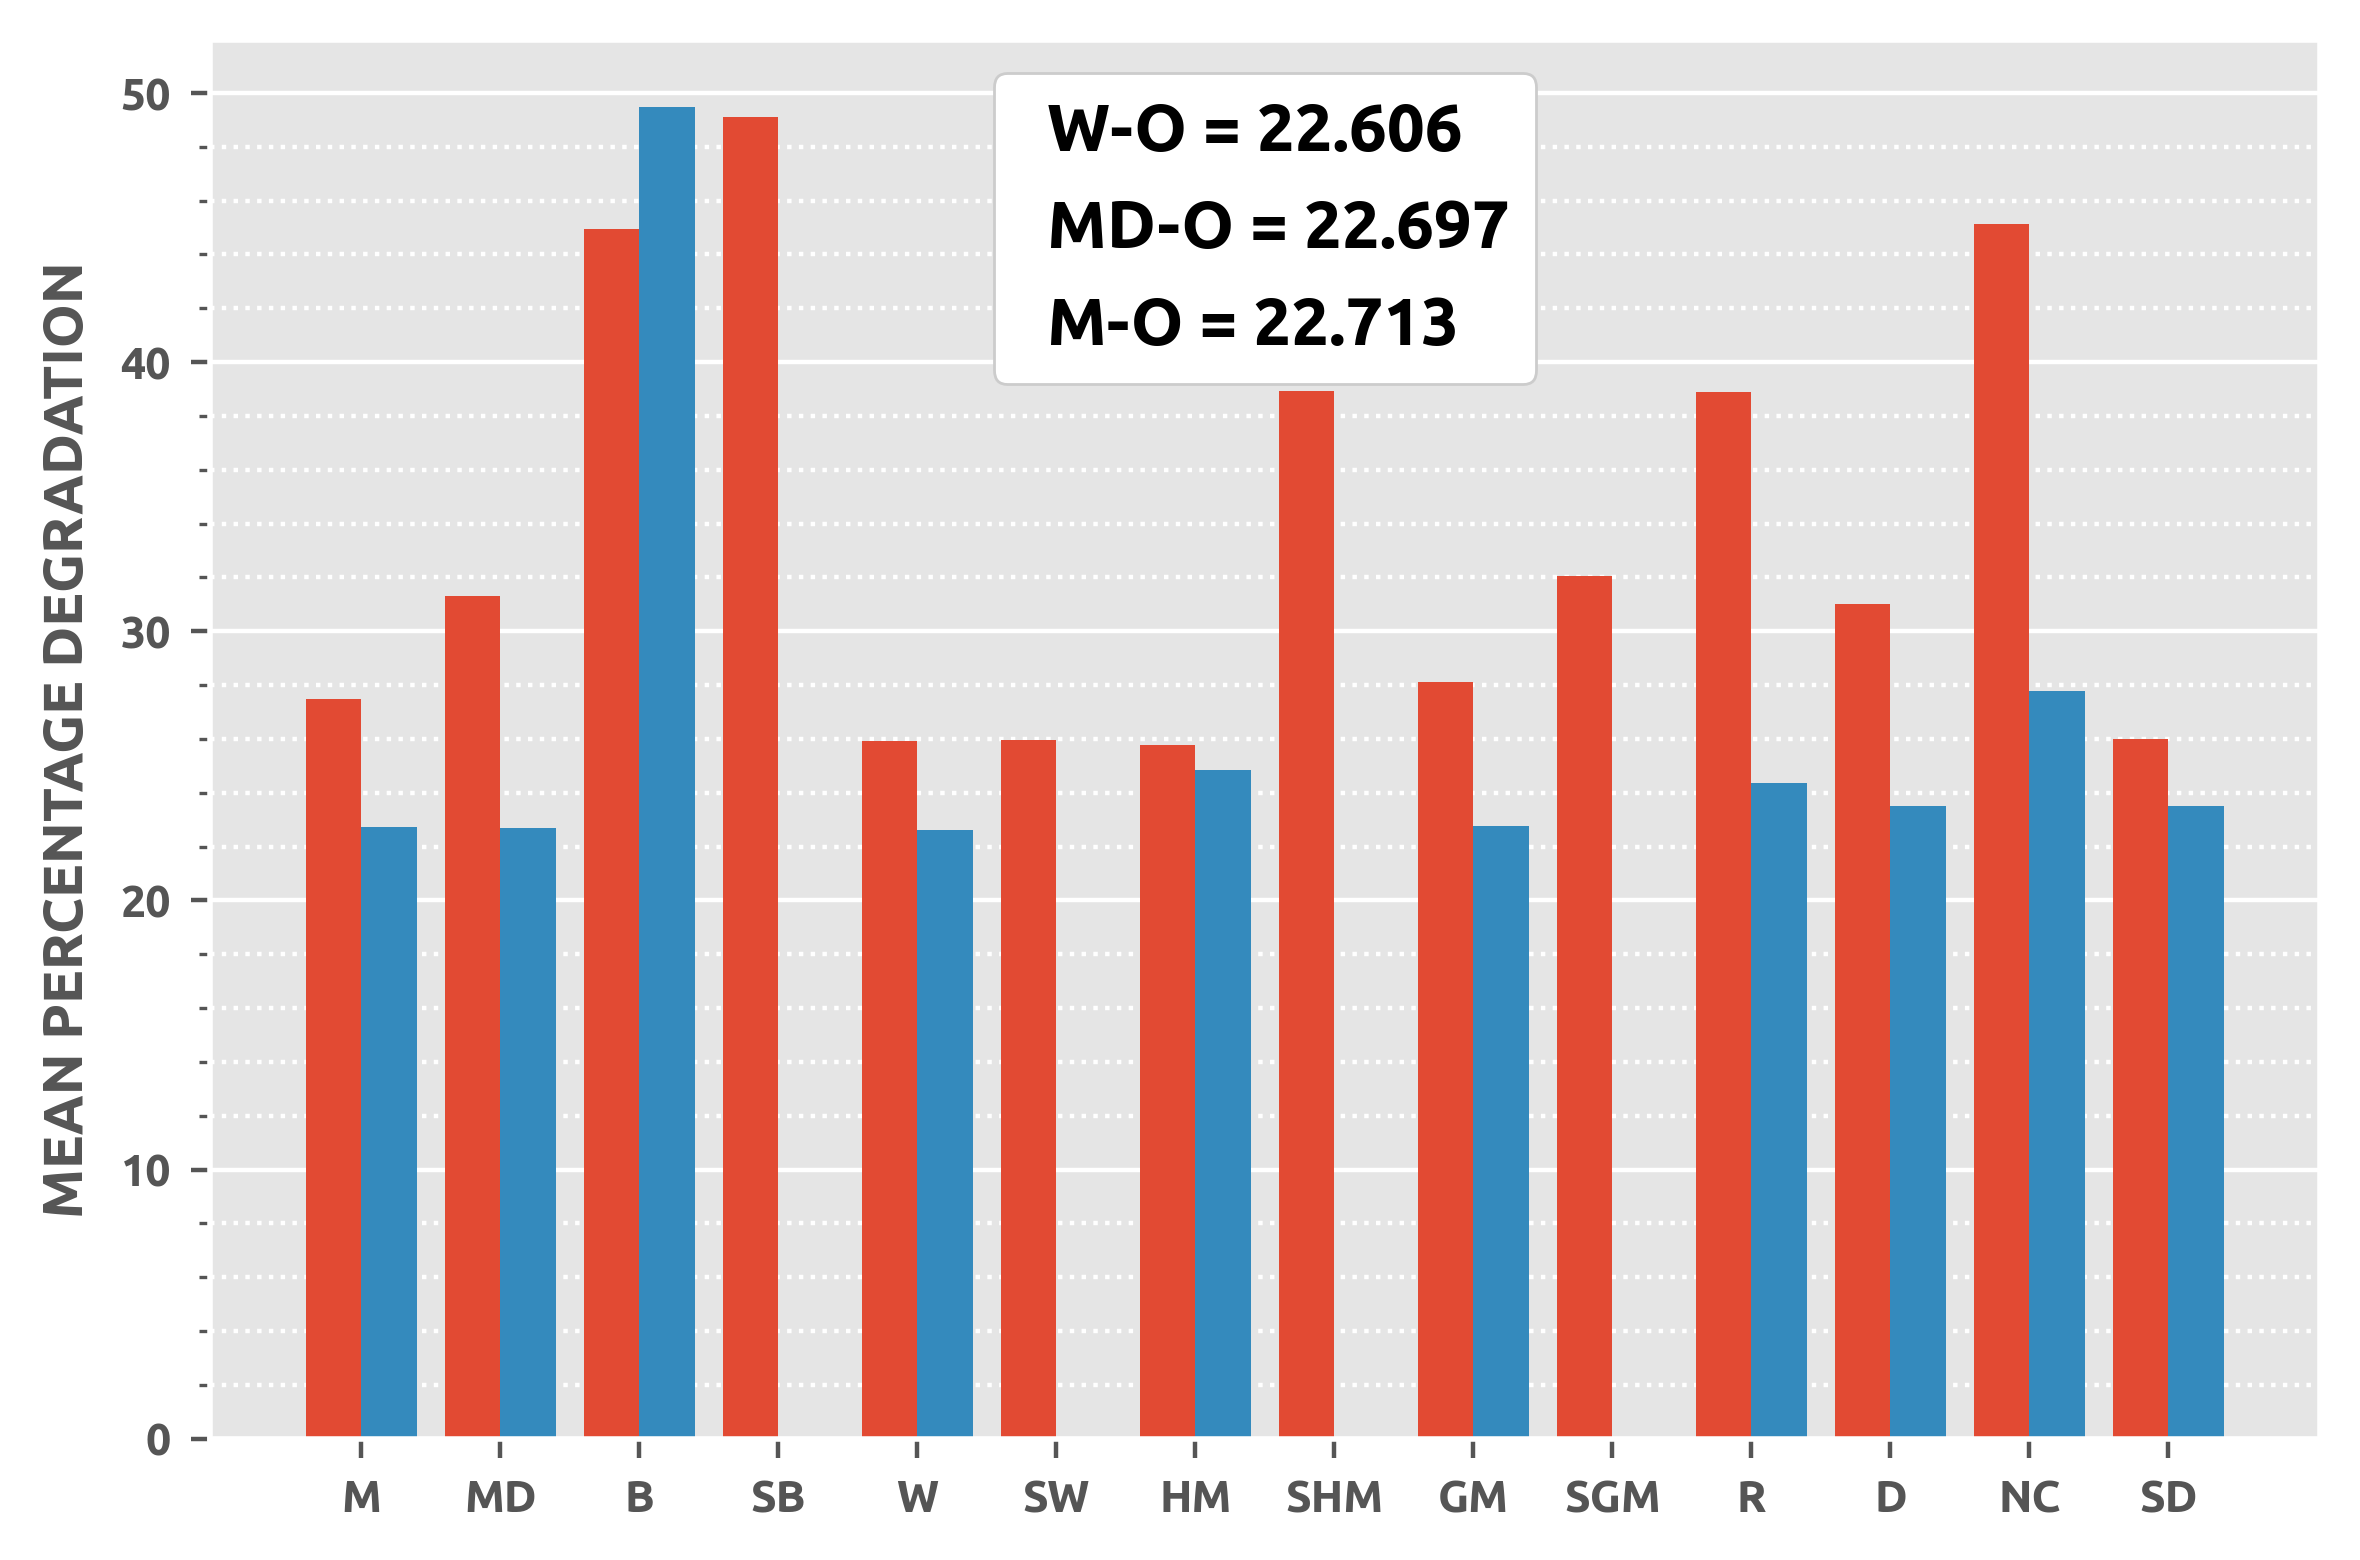 MEAN PERCENTAGE DEGRADATION
50
40
30
20
10
0
W-O = 22.606
MD-O = 22.697
M-O = 22.713
M MD B SB W SW HM SHM GM SGM R D NC SD